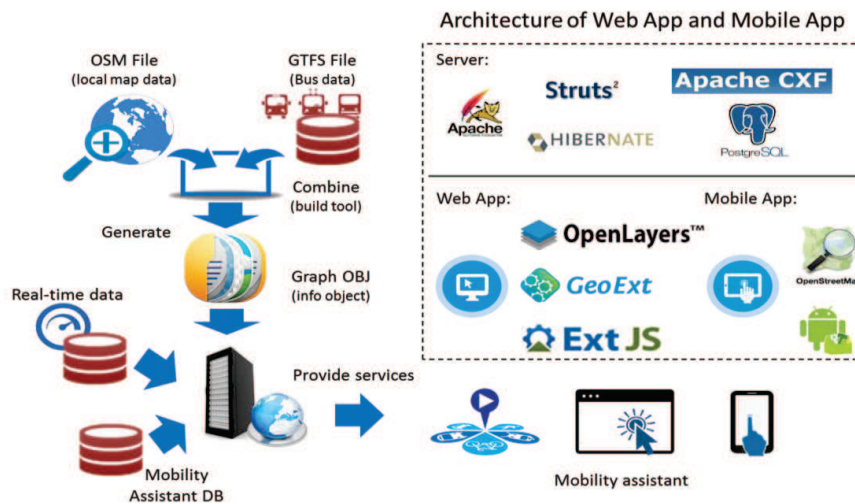 Architecture of Web App and Mobile App
OSM File
(local map data)
GTFS File
(Bus data)
Combine
(build tool)
Generate
Graph OBJ
(info object)
Real-time data
Provide services
Mobility
Assistant DB
Mobility assistant
Server:
Apache
Struts²
HIBERNATE
Apache CXF
PostgreSQL
Web App:
OpenLayers™
GeoExt
Ext JS
Mobile App:
OpenStreetMa